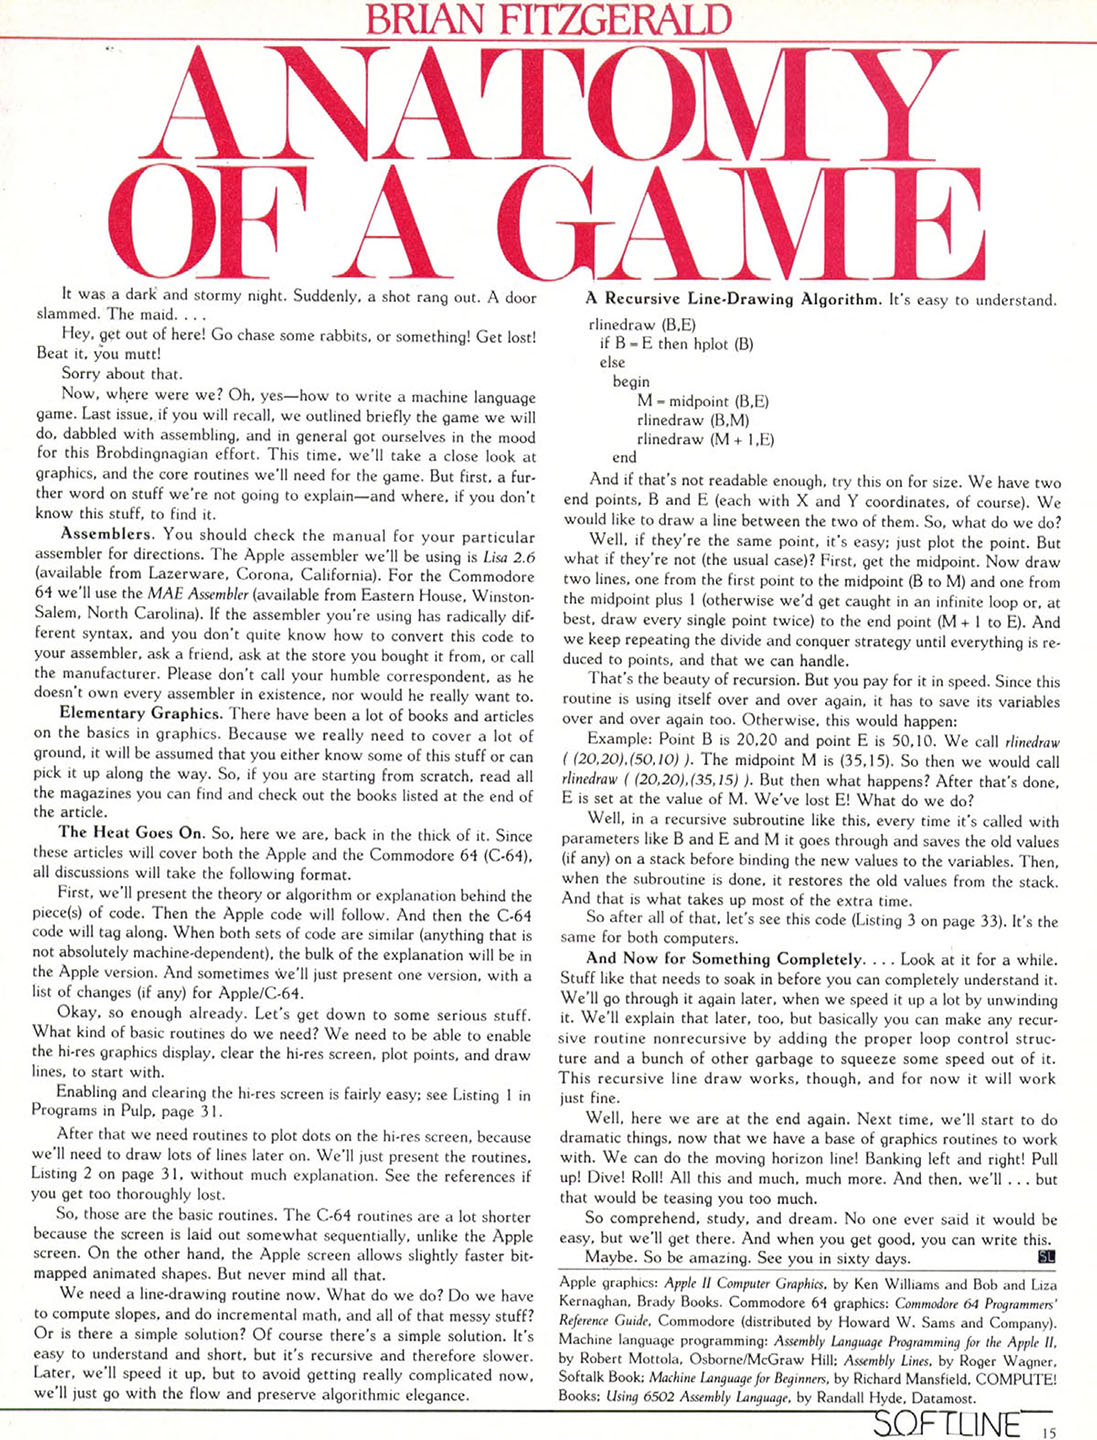 BRIAN FITZGERALD
ANATOMY
OF A GAME
It was a dark and stormy night. Suddenly, a shot rang out. A door
slammed. The maid. . . .
Hey, get out of here! Go chase some rabbits, or something! Get lost!
Beat it, you mutt!
Sorry about that.
Now, where were we? Oh, yes—how to write a machine language
game. Last issue, if you will recall, we outlined briefly the game we will
do, dabbled with assembling, and in general got ourselves in the mood
for this Brobdingnagian effort. This time, we'll take a close look at
graphics, and the core routines we'll need for the game. But first, a fur-
ther word on stuff we're not going to explain—and where, if you don't
know this stuff, to find it.
Assemblers. You should check the manual for your particular
assembler for directions. The Apple assembler we'll be using is Lisa 2.6
(available from Lazerware, Corona, California). For the Commodore
64 we'll use the MAE Assembler (available from Eastern House, Winston-
Salem, North Carolina). If the assembler you're using has radically dif-
ferent syntax, and you don't quite know how to convert this code to
your assembler, ask a friend, ask at the store you bought it from, or call
the manufacturer. Please don't call your humble correspondent, as he
doesn't own every assembler in existence, nor would he really want to.
Elementary Graphics. There have been a lot of books and articles
on the basics in graphics. Because we really need to cover a lot of
ground, it will be assumed that you either know some of this stuff or can
pick it up along the way. So, if you are starting from scratch, read all
the magazines you can find and check out the books listed at the end of
the article.
The Heat Goes On. So, here we are, back in the thick of it. Since
these articles will cover both the Apple and the Commodore 64 (C-64),
all discussions will take the following format.
First, we'll present the theory or algorithm or explanation behind the
piece(s) of code. Then the Apple code will follow. And then the C-64
code will tag along. When both sets of code are similar (anything that is
not absolutely machine-dependent), the bulk of the explanation will be in
the Apple version. And sometimes we'll just present one version, with a
list of changes (if any) for Apple/C-64.
Okay, so enough already. Let's get down to some serious stuff.
What kind of basic routines do we need? We need to be able to enable
the hi-res graphics display, clear the hi-res screen, plot points, and draw
lines, to start with.
Enabling and clearing the hi-res screen is fairly easy; see Listing 1 in
Programs in Pulp, page 31.
After that we need routines to plot dots on the hi-res screen, because
we'll need to draw lots of lines later on. We'll just present the routines,
Listing 2 on page 31, without much explanation. See the references if
you get too thoroughly lost.
So, those are the basic routines. The C-64 routines are a lot shorter
because the screen is laid out somewhat sequentially, unlike the Apple
screen. On the other hand, the Apple screen allows slightly faster bit-
mapped animated shapes. But never mind all that.
We need a line-drawing routine now. What do we do? Do we have
to compute slopes, and do incremental math, and all of that messy stuff?
Or is there a simple solution? Of course there's a simple solution. It's
easy to understand and short, but it's recursive and therefore slower.
Later, we'll speed it up, but to avoid getting really complicated now,
we'll just go with the flow and preserve algorithmic elegance.
A Recursive Line-Drawing Algorithm. It's easy to understand.
rlinedraw (B,E)
if B = E then hplot (B)
else
begin
M = midpoint (B,E)
rlinedraw (B,M)
rlinedraw (M + 1,E)
end
And if that's not readable enough, try this on for size. We have two
end points, B and E (each with X and Y coordinates, of course). We
would like to draw a line between the two of them. So, what do we do?
Well, if they're the same point, it's easy; just plot the point. But
what if they're not (the usual case)? First, get the midpoint. Now draw
two lines, one from the first point to the midpoint (B to M) and one from
the midpoint plus 1 (otherwise we'd get caught in an infinite loop or, at
best, draw every single point twice) to the end point (M + 1 to E). And
we keep repeating the divide and conquer strategy until everything is re-
duced to points, and that we can handle.
That's the beauty of recursion. But you pay for it in speed. Since this
routine is using itself over and over again, it has to save its variables
over and over again too. Otherwise, this would happen:
Example: Point B is 20,20 and point E is 50,10. We call rlinedraw
( (20,20),(50,10) ). The midpoint M is (35,15). So then we would call
rlinedraw ( (20,20),(35,15) ). But then what happens? After that's done,
E is set at the value of M. We've lost E! What do we do?
Well, in a recursive subroutine like this, every time it's called with
parameters like B and E and M it goes through and saves the old values
(if any) on a stack before binding the new values to the variables. Then,
when the subroutine is done, it restores the old values from the stack.
And that is what takes up most of the extra time.
So after all of that, let's see this code (Listing 3 on page 33). It's the
same for both computers.
And Now for Something Completely. . . . Look at it for a while.
Stuff like that needs to soak in before you can completely understand it.
We'll go through it again later, when we speed it up a lot by unwinding
it. We'll explain that later, too, but basically you can make any recur-
sive routine nonrecursive by adding the proper loop control struc-
ture and a bunch of other garbage to squeeze some speed out of it.
This recursive line draw works, though, and for now it will work
just fine.
Well, here we are at the end again. Next time, we'll start to do
dramatic things, now that we have a base of graphics routines to work
with. We can do the moving horizon line! Banking left and right! Pull
up! Dive! Roll! All this and much, much more. And then, we'll . . . but
that would be teasing you too much.
So comprehend, study, and dream. No one ever said it would be
easy, but we'll get there. And when you get good, you can write this.
Maybe. So be amazing. See you in sixty days. SL
Apple graphics: Apple II Computer Graphics, by Ken Williams and Bob and Liza
Kernaghan, Brady Books. Commodore 64 graphics: Commodore 64 Programmers'
Reference Guide, Commodore (distributed by Howard W. Sams and Company).
Machine language programming: Assembly Language Programming for the Apple II,
by Robert Mottola, Osborne/McGraw Hill; Assembly Lines, by Roger Wagner,
Softalk Book; Machine Language for Beginners, by Richard Mansfield, COMPUTE!
Books; Using 6502 Assembly Language, by Randall Hyde, Datamost.
SOFTLINE 15